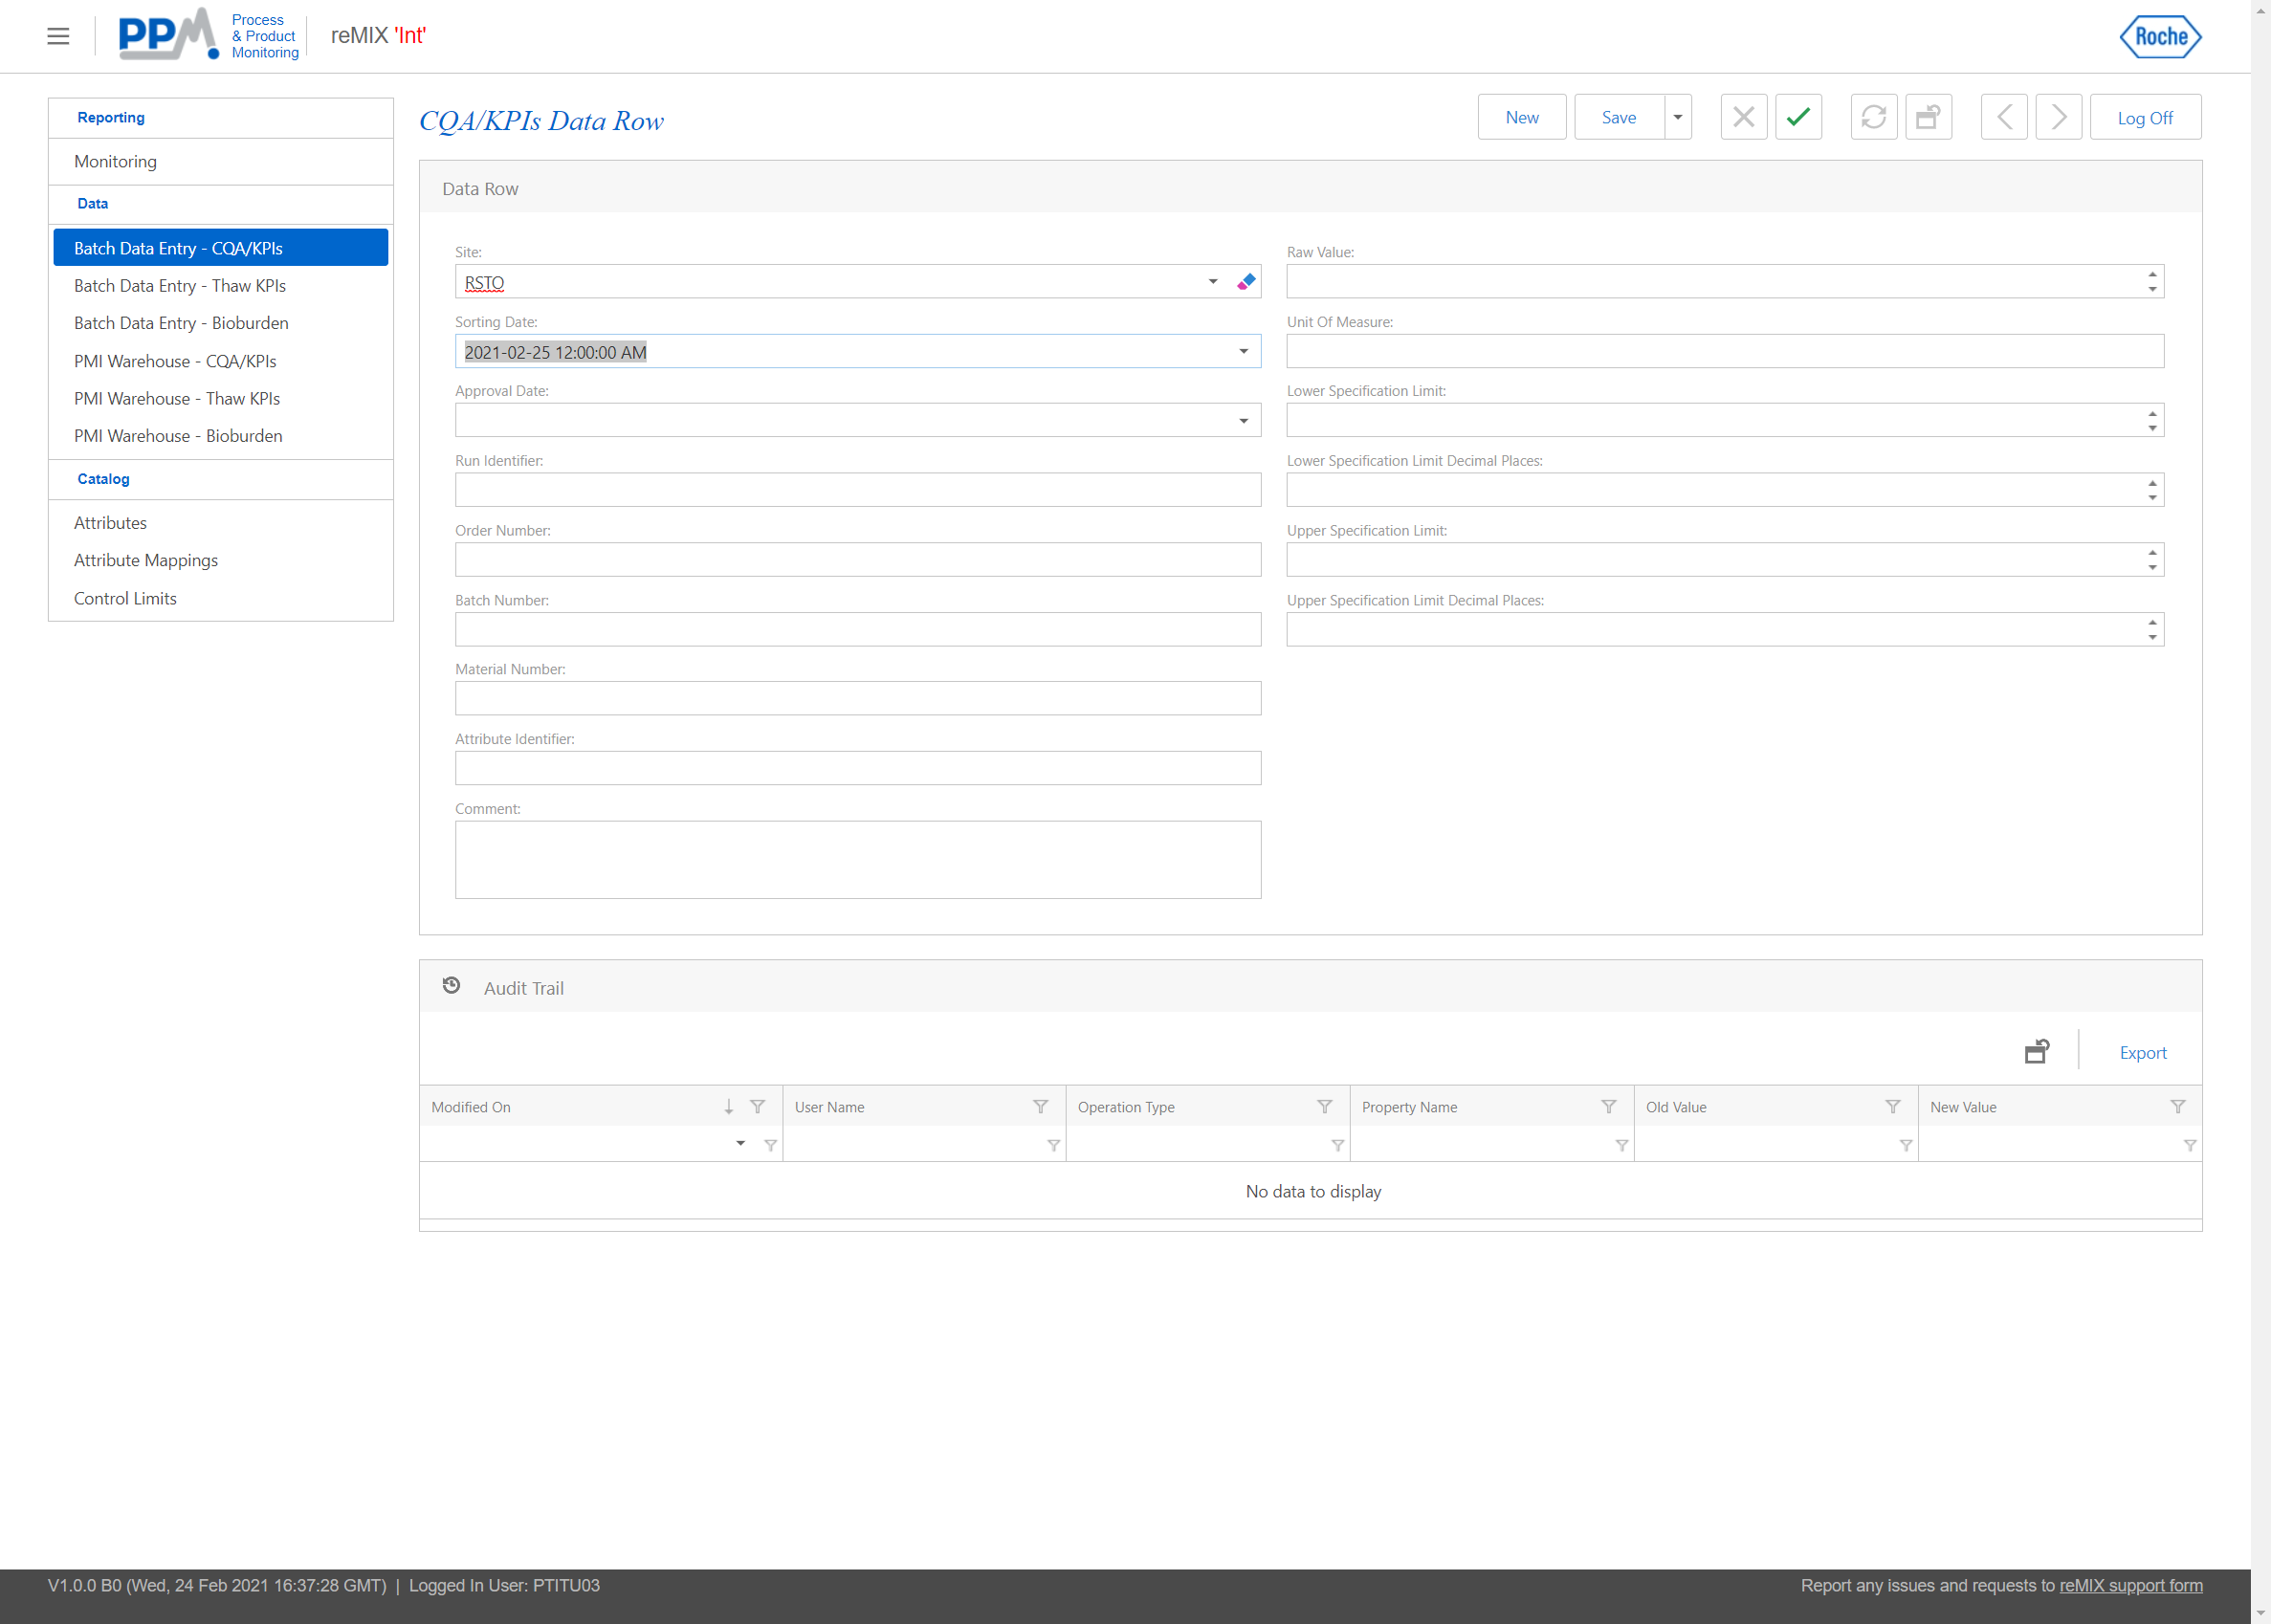 PPM
Process
& Product
Monitoring
reMIX 'Int'
Roche
Reporting
Monitoring
Data
Batch Data Entry - CQA/KPIs
Batch Data Entry - Thaw KPIs
Batch Data Entry - Bioburden
PMI Warehouse - CQA/KPIs
PMI Warehouse - Thaw KPIs
PMI Warehouse - Bioburden
Catalog
Attributes
Attribute Mappings
Control Limits
CQA/KPIs Data Row
New
Save
Log Off
Data Row
Site:
RSTO
Sorting Date:
2021-02-25 12:00:00 AM
Approval Date:
Run Identifier:
Order Number:
Batch Number:
Material Number:
Attribute Identifier:
Comment:
Raw Value:
Unit Of Measure:
Lower Specification Limit:
Lower Specification Limit Decimal Places:
Upper Specification Limit:
Upper Specification Limit Decimal Places:
Audit Trail
Export
Modified On
User Name
Operation Type
Property Name
Old Value
New Value
No data to display
V1.0.0 B0 (Wed, 24 Feb 2021 16:37:28 GMT) | Logged In User: PTITU03
Report any issues and requests to reMIX support form